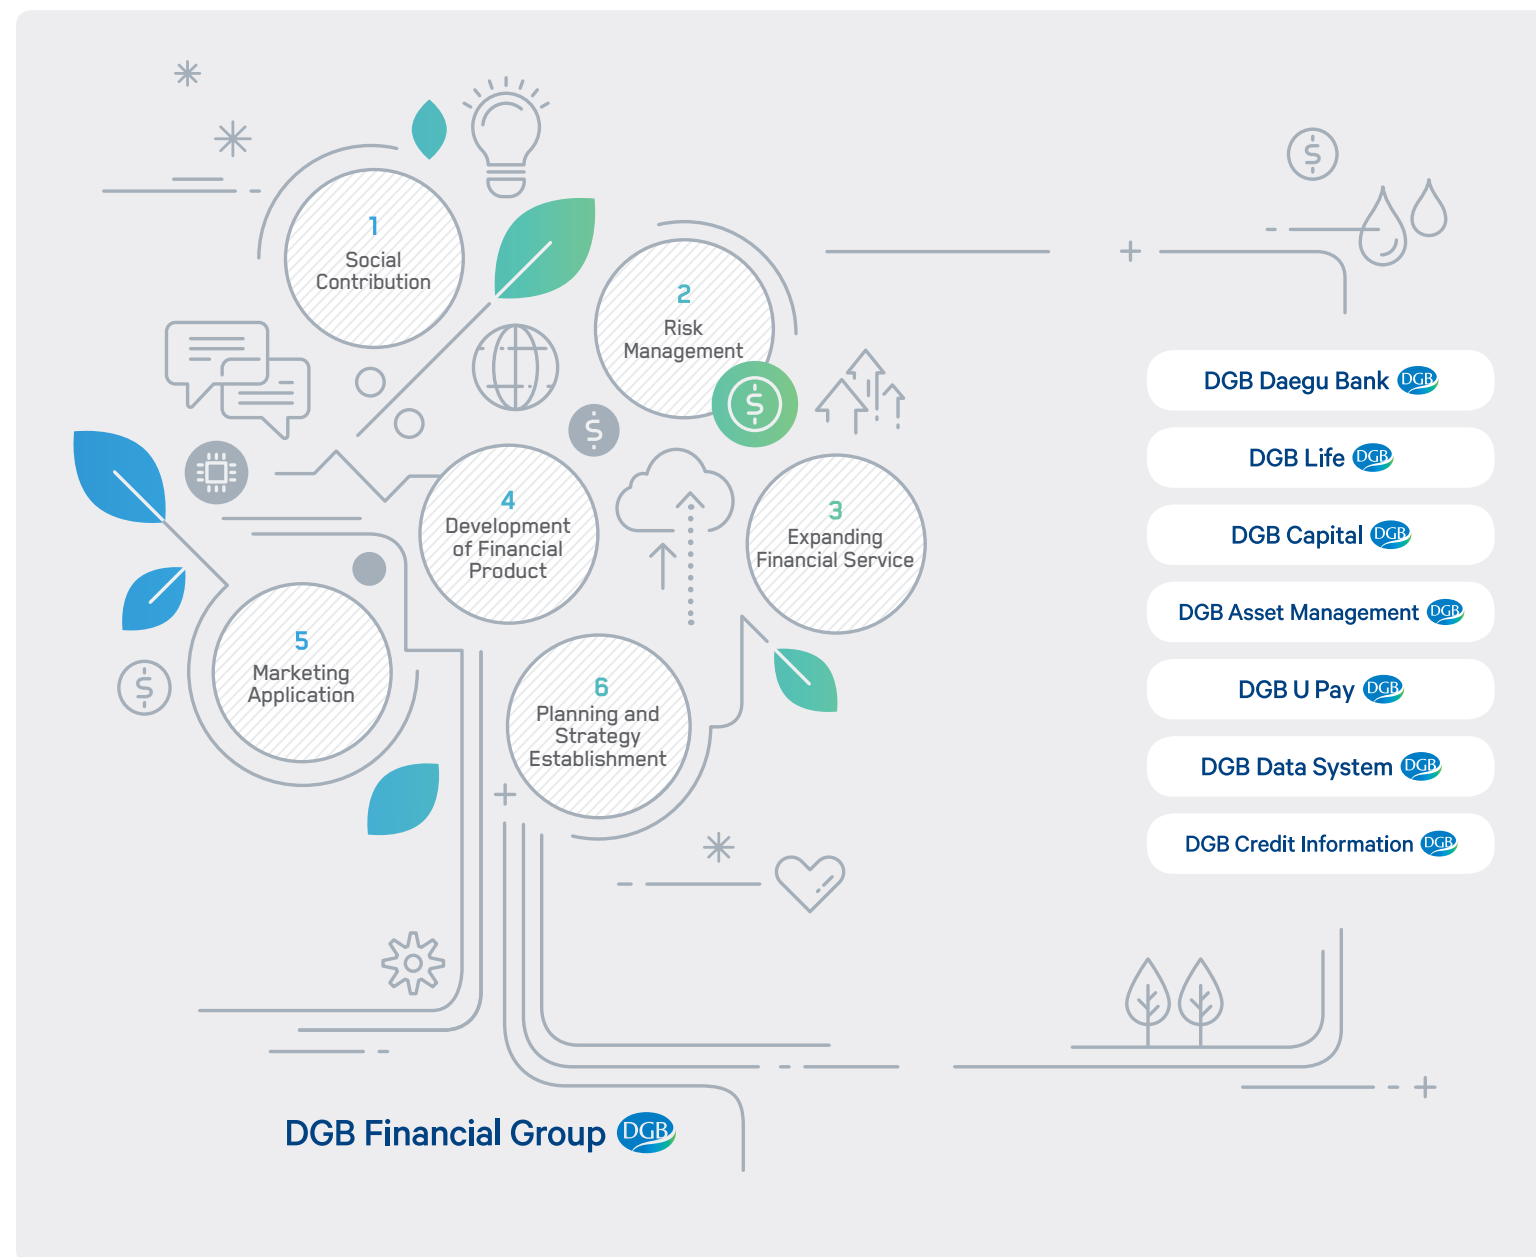 1
Social
Contribution
2
Risk
Management
3
Expanding
Financial Service
4
Development
of Financial
Product
5
Marketing
Application
6
Planning and
Strategy
Establishment
DGB Daegu Bank DGB
DGB Life DGB
DGB Capital DGB
DGB Asset Management DGB
DGB U Pay DGB
DGB Data System DGB
DGB Credit Information DGB
DGB Financial Group DGB